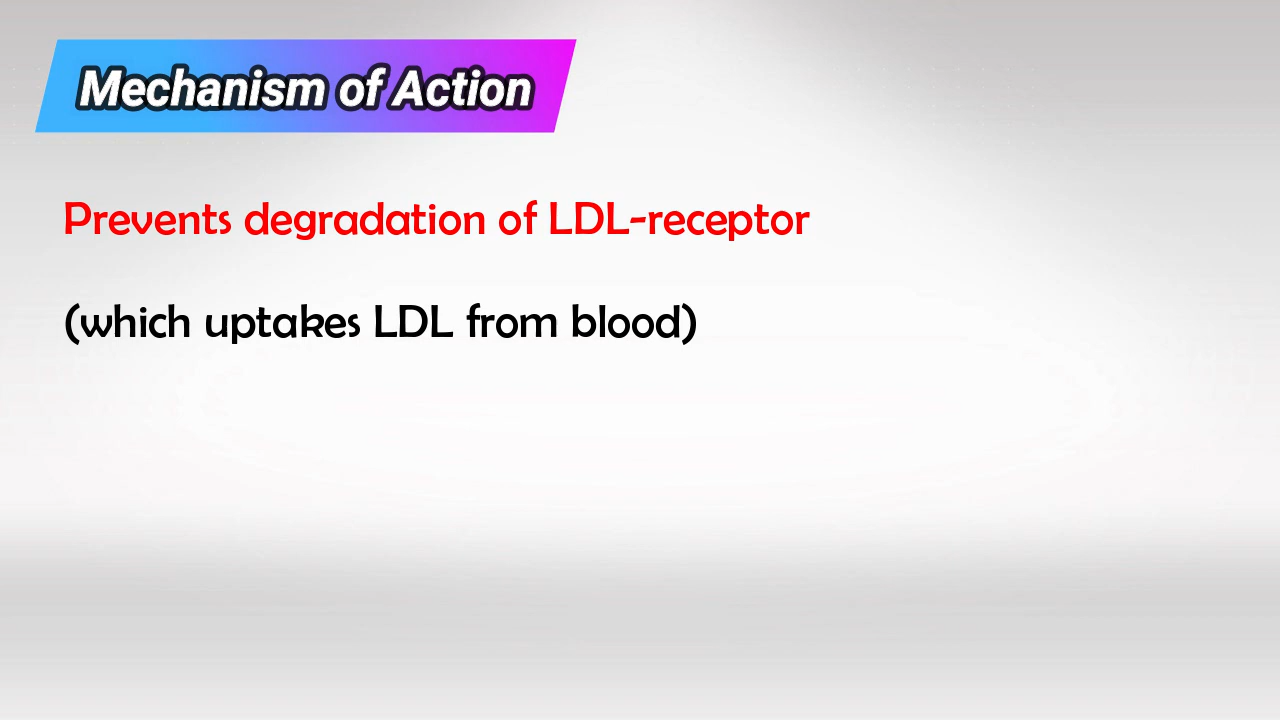 Mechanism of Action
Prevents degradation of LDL-receptor
(which uptakes LDL from blood)